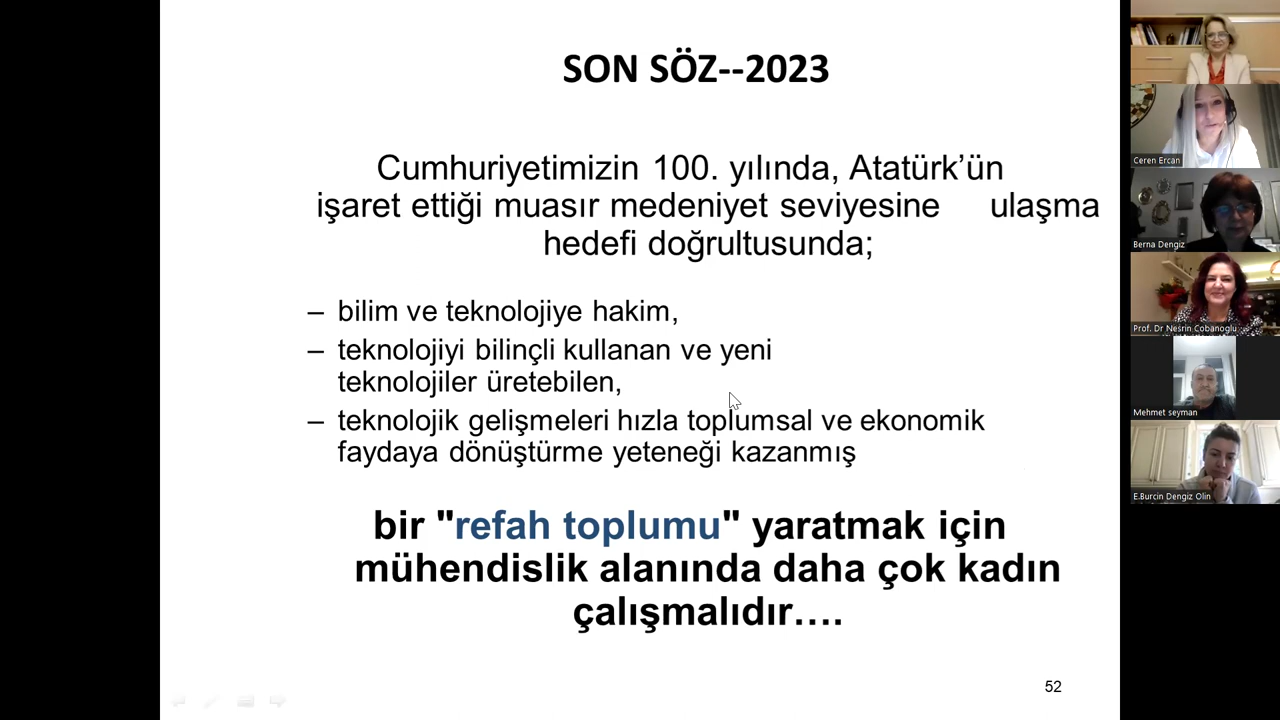 SON SÖZ--2023
Cumhuriyetimizin 100. yılında, Atatürk’ün
işaret ettiği muasır medeniyet seviyesine ulaşma
hedefi doğrultusunda;
– bilim ve teknolojiye hakim,
– teknolojiyi bilinçli kullanan ve yeni
teknolojiler üretebilen,
– teknolojik gelişmeleri hızla toplumsal ve ekonomik
faydaya dönüştürme yeteneği kazanmış
bir "refah toplumu" yaratmak için
mühendislik alanında daha çok kadın
çalışmalıdır….
52
Ceren Ercan
Berna Dengiz
Prof. Dr Nesrin Cobanoglu
Mehmet seyman
E.Burcin Dengiz Olin